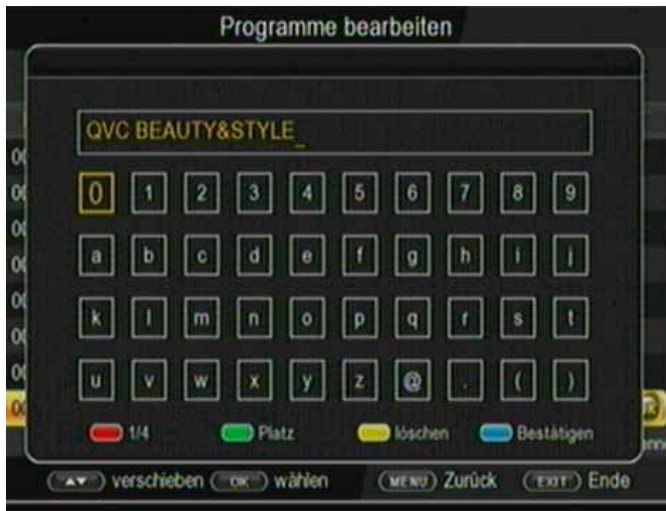 Programme bearbeiten
QVC BEAUTY&STYLE_
0 1 2 3 4 5 6 7 8 9
a b c d e f g h i j
k l m n o p q r s t
u v w x y z @ . ( )
1/4 Platz löschen Bestätigen
verschieben OK wählen MENU Zurück EXIT Ende